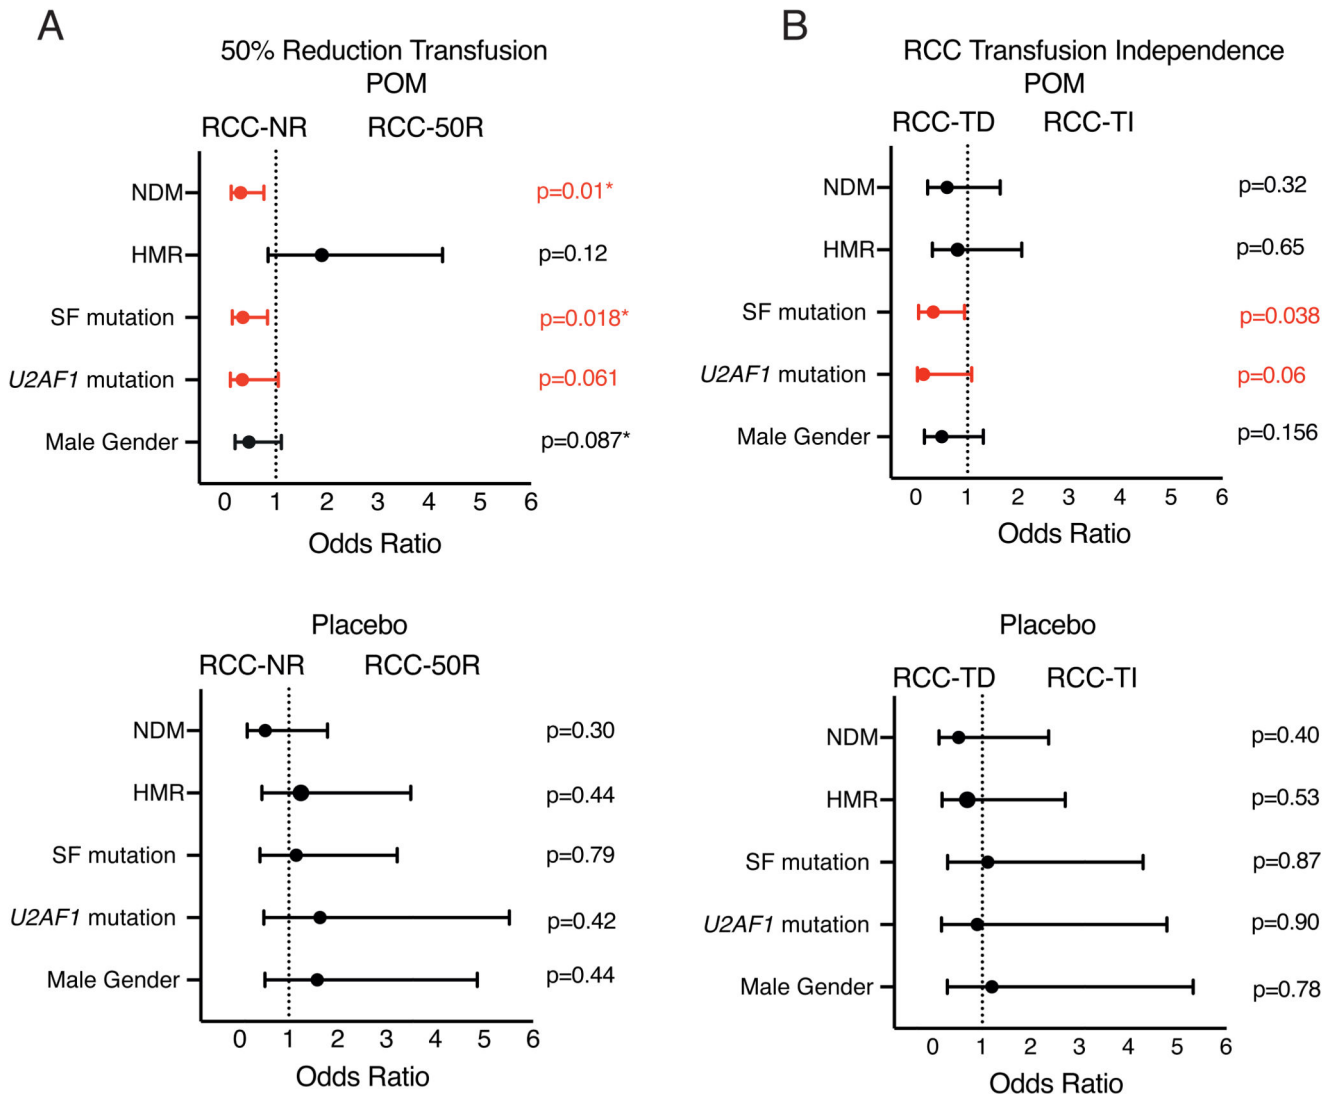 A
50% Reduction Transfusion
POM
RCC-NR RCC-50R
NDM p=0.01*
HMR p=0.12
SF mutation p=0.018*
U2AF1 mutation p=0.061
Male Gender p=0.087*
0 1 2 3 4 5 6
Odds Ratio
B
RCC Transfusion Independence
POM
RCC-TD RCC-TI
NDM p=0.32
HMR p=0.65
SF mutation p=0.038
U2AF1 mutation p=0.06
Male Gender p=0.156
0 1 2 3 4 5 6
Odds Ratio
Placebo
RCC-NR RCC-50R
NDM p=0.30
HMR p=0.44
SF mutation p=0.79
U2AF1 mutation p=0.42
Male Gender p=0.44
0 1 2 3 4 5 6
Odds Ratio
Placebo
RCC-TD RCC-TI
NDM p=0.40
HMR p=0.53
SF mutation p=0.87
U2AF1 mutation p=0.90
Male Gender p=0.78
0 1 2 3 4 5 6
Odds Ratio